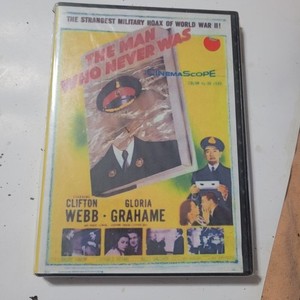 THE STRANGEST MILITARY HOAX OF WORLD WAR II!
THE MAN
WHO NEVER WAS
CINEMASCOPE
CLIFTON
WEBB ·
GLORIA
GRAHAME